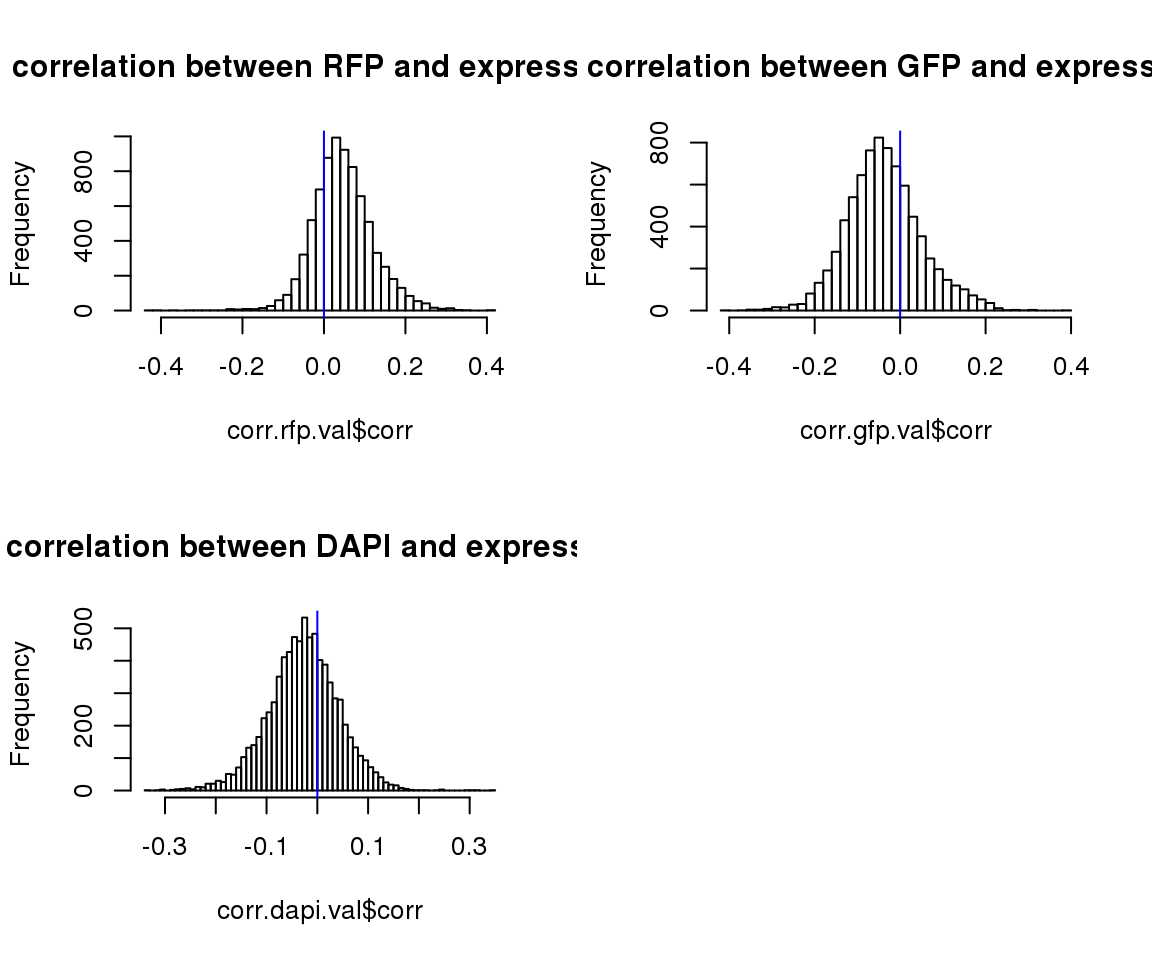 correlation between RFP and express
Frequency
0
400
800
-0.4 -0.2 0.0 0.2 0.4
corr.rfp.val$corr
correlation between GFP and express
Frequency
0
400
800
-0.4 -0.2 0.0 0.2 0.4
corr.gfp.val$corr
correlation between DAPI and express
Frequency
0
200
500
-0.3 -0.1 0.1 0.3
corr.dapi.val$corr